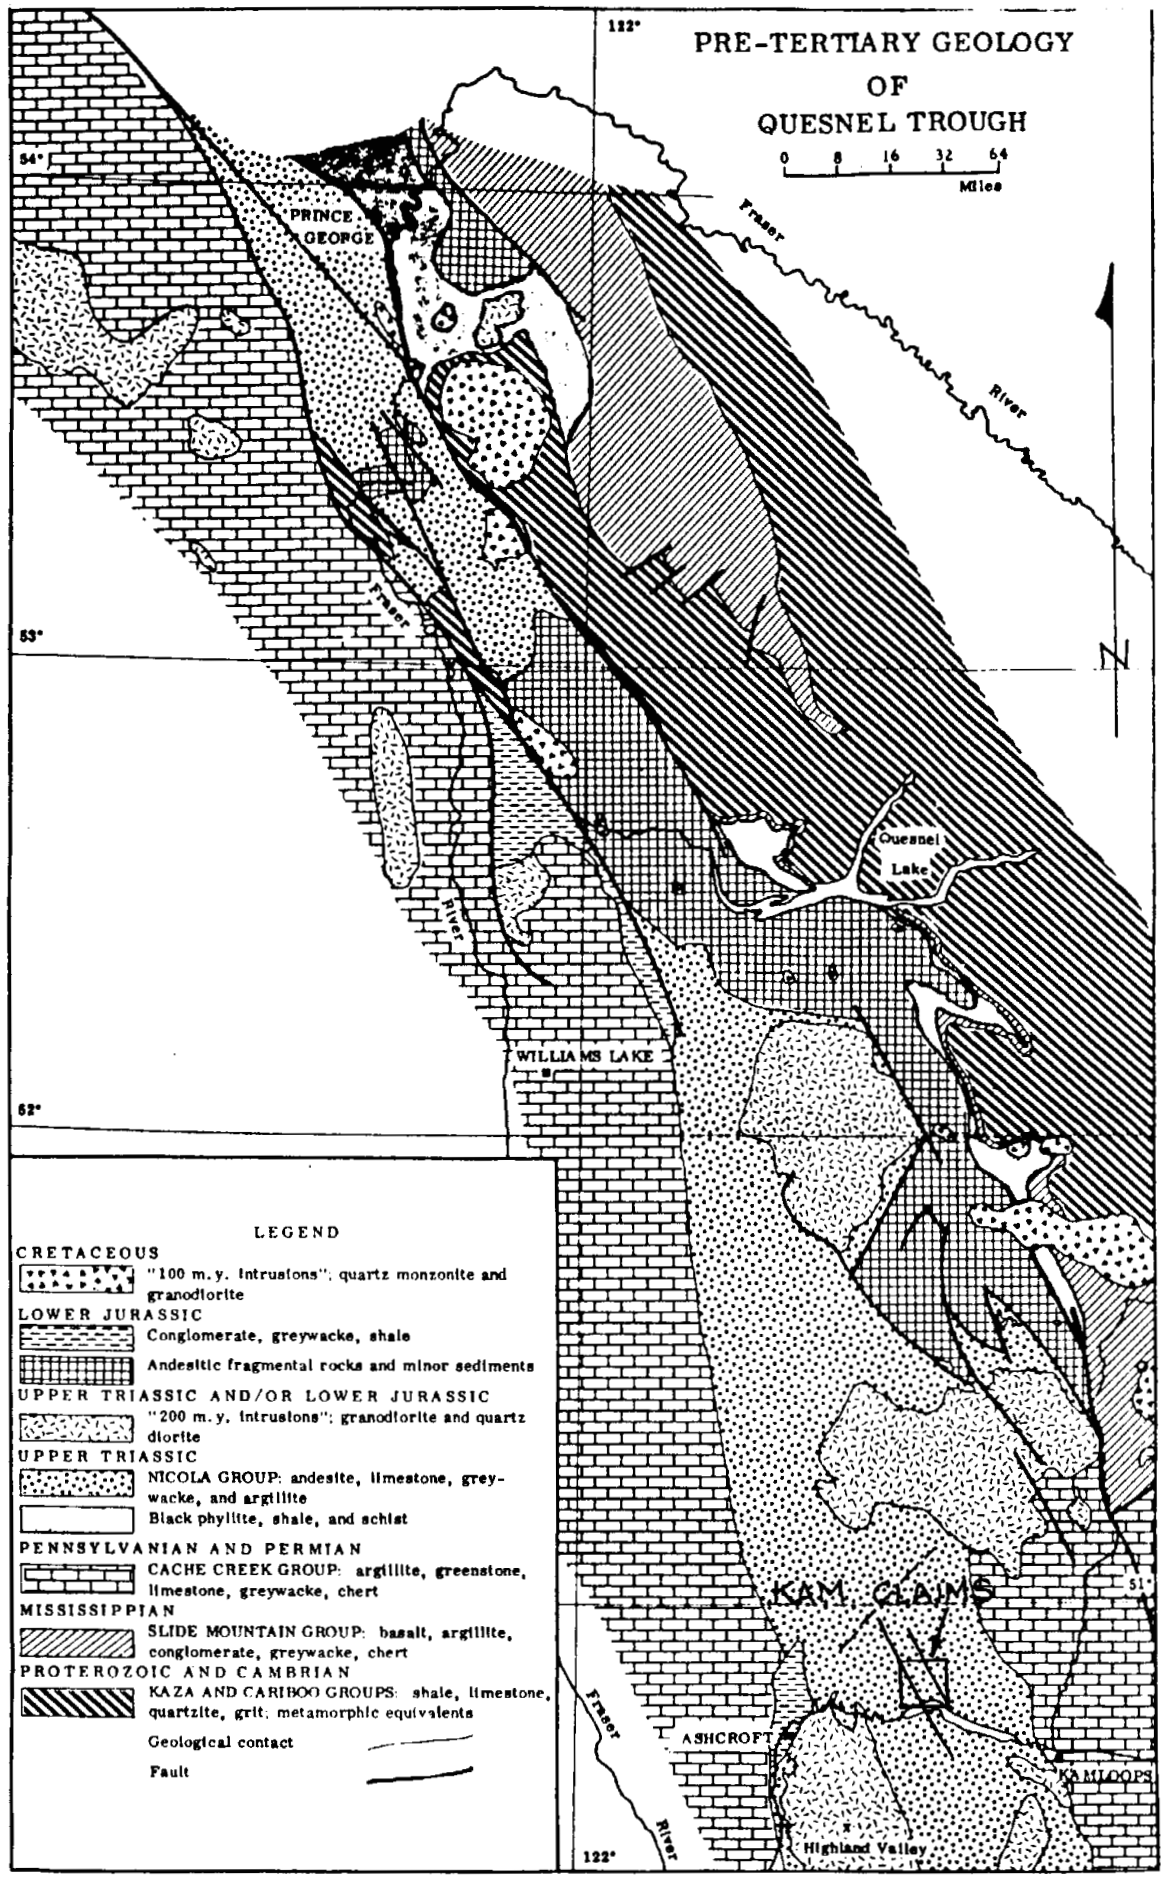 122°
PRE-TERTIARY GEOLOGY
OF
QUESNEL TROUGH
0 8 16 32 64
Miles
54°
Fraser
River
PRINCE
GEORGE
Fraser
53°
N
Quesnel
Lake
River
WILLIAMS LAKE
52°
LEGEND
CRETACEOUS
"100 m.y. intrusions": quartz monzonite and
granodiorite
LOWER JURASSIC
Conglomerate, greywacke, shale
Andesitic fragmental rocks and minor sediments
UPPER TRIASSIC AND/OR LOWER JURASSIC
"200 m.y. intrusions": granodiorite and quartz
diorite
UPPER TRIASSIC
NICOLA GROUP: andesite, limestone, grey-
wacke, and argillite
Black phyllite, shale, and schist
PENNSYLVANIAN AND PERMIAN
CACHE CREEK GROUP: argillite, greenstone,
limestone, greywacke, chert
MISSISSIPPIAN
SLIDE MOUNTAIN GROUP: basalt, argillite,
conglomerate, greywacke, chert
PROTEROZOIC AND CAMBRIAN
KAZA AND CARIBOO GROUPS: shale, limestone,
quartzite, grit; metamorphic equivalents
Geological contact
Fault
KAM CLAIMS
51°
Fraser
River
ASHCROFT
KAMLOOPS
x
Highland Valley
122°